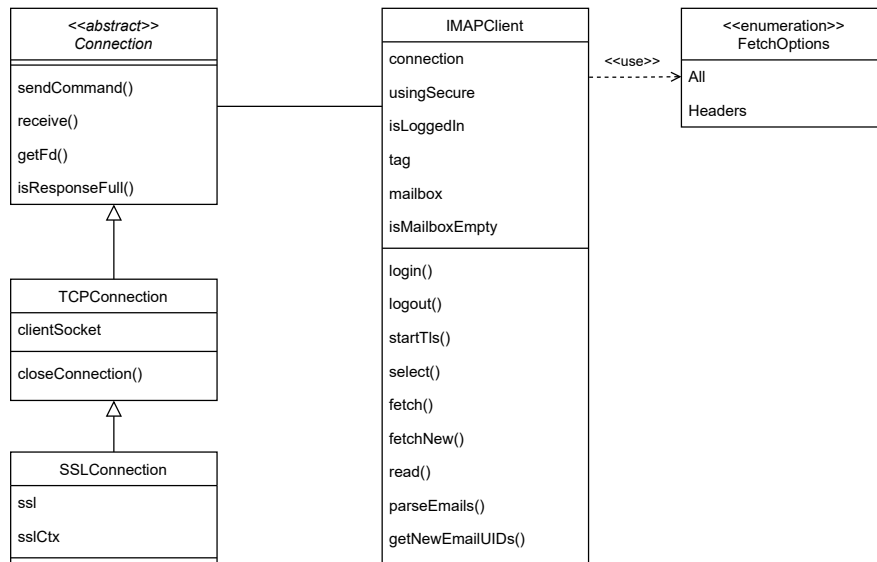 <<abstract>>
Connection
sendCommand()
receive()
getFd()
isResponseFull()
TCPConnection
clientSocket
closeConnection()
SSLConnection
ssl
sslCtx
IMAPClient
connection
usingSecure
isLoggedIn
tag
mailbox
isMailboxEmpty
login()
logout()
startTls()
select()
fetch()
fetchNew()
read()
parseEmails()
getNewEmailUIDs()
<<use>>
<<enumeration>>
FetchOptions
All
Headers